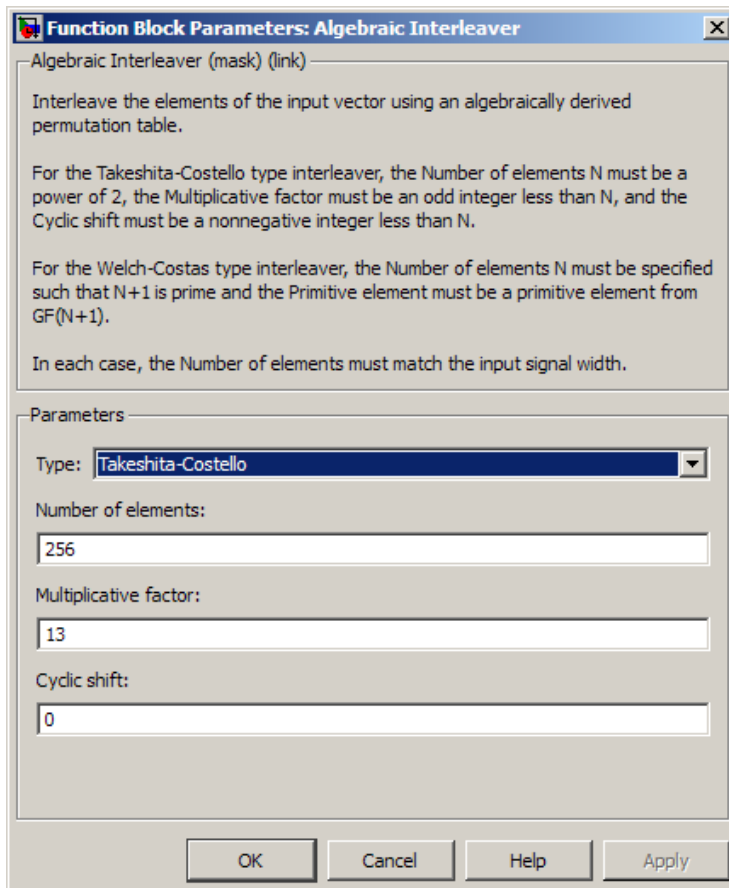 Function Block Parameters: Algebraic Interleaver
Algebraic Interleaver (mask) (link)
Interleave the elements of the input vector using an algebraically derived
permutation table.
For the Takeshita-Costello type interleaver, the Number of elements N must be a
power of 2, the Multiplicative factor must be an odd integer less than N, and the
Cyclic shift must be a nonnegative integer less than N.
For the Welch-Costas type interleaver, the Number of elements N must be specified
such that N+1 is prime and the Primitive element must be a primitive element from
GF(N+1).
In each case, the Number of elements must match the input signal width.
Parameters
Type: Takeshita-Costello
Number of elements:
256
Multiplicative factor:
13
Cyclic shift:
0
OK Cancel Help Apply